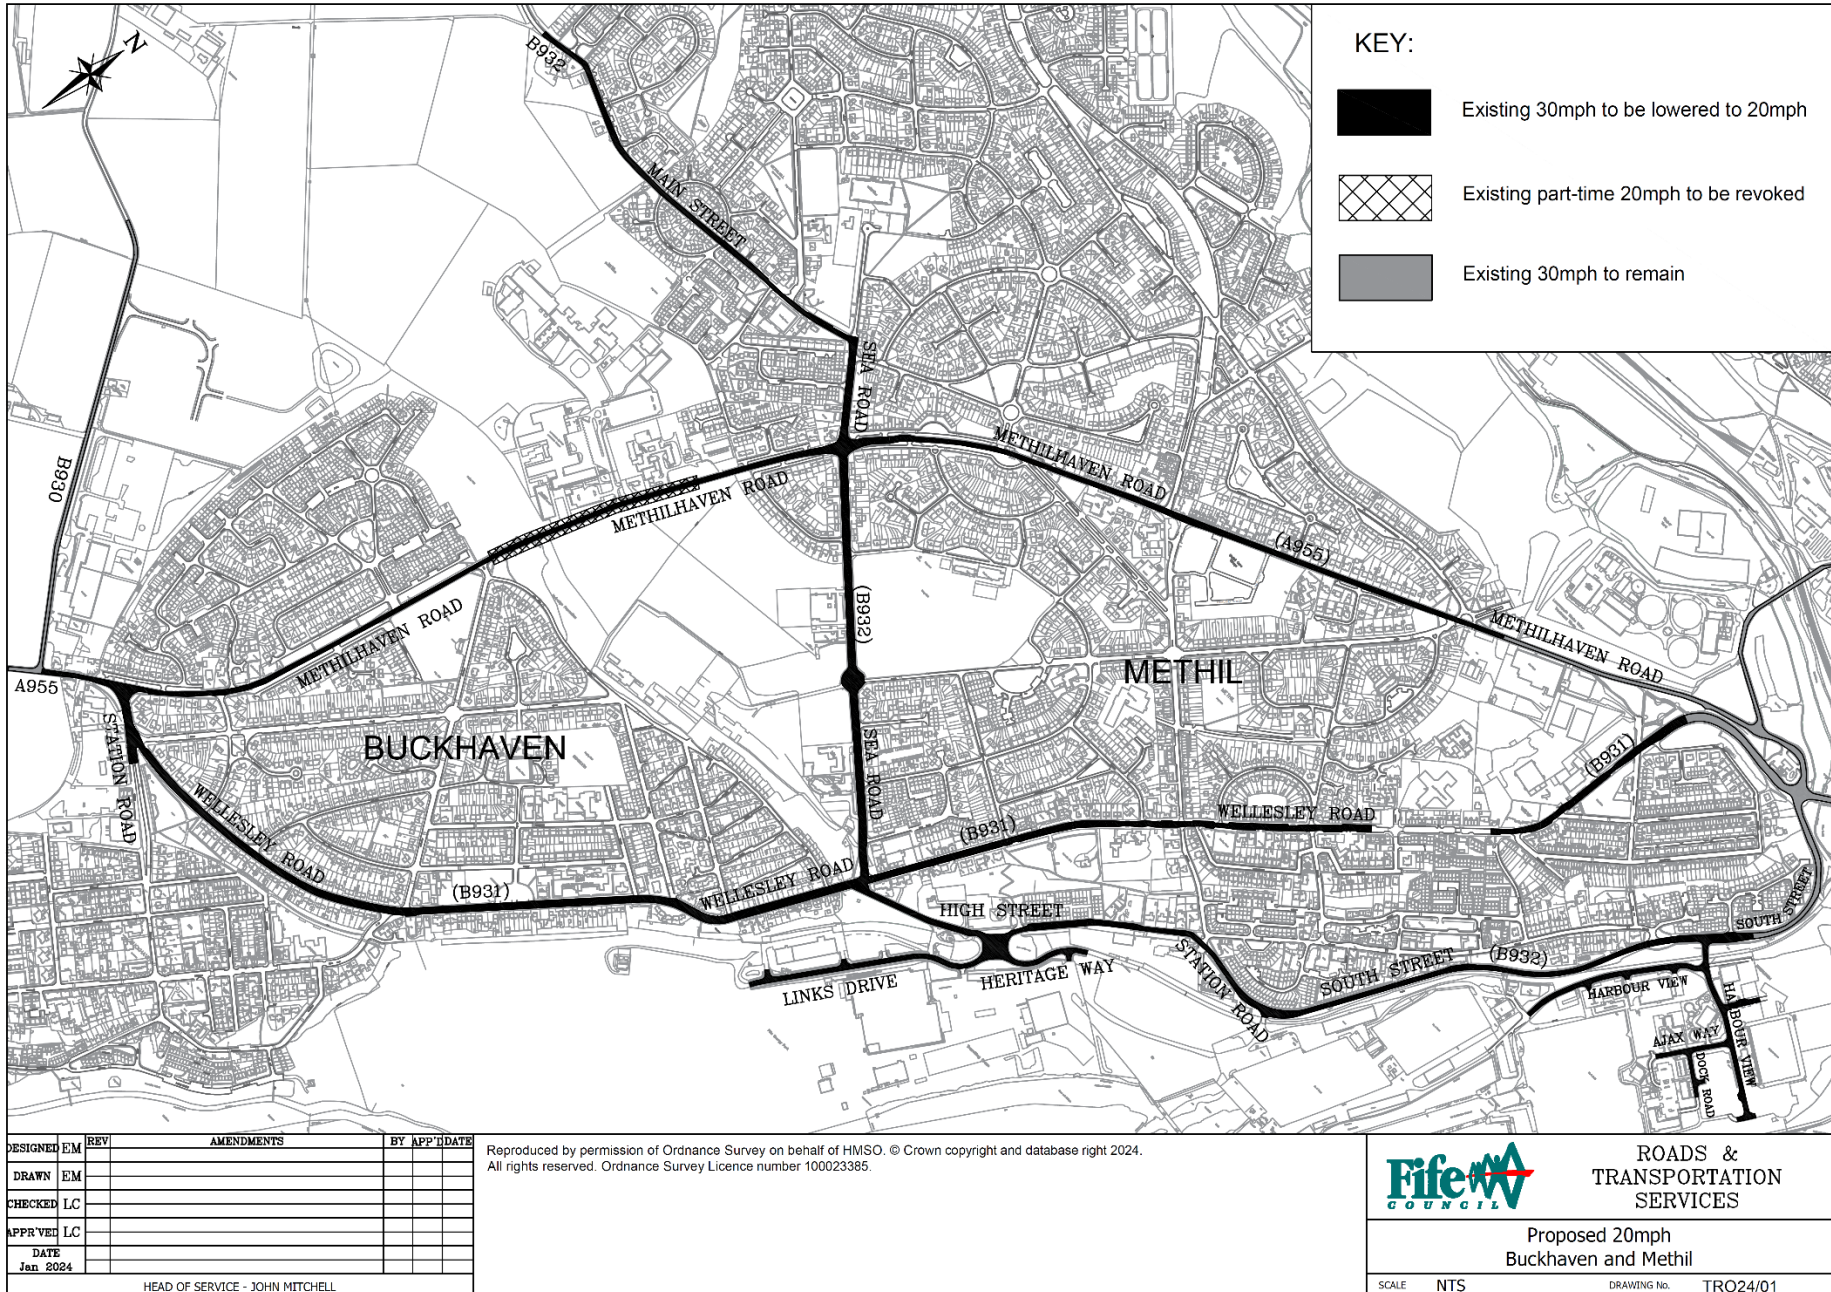 N
B932
MAIN STREET
SEA ROAD
METHILHAVEN ROAD
METHILHAVEN ROAD
(A955)
METHILHAVEN ROAD
B930
METHILHAVEN ROAD
(B932)
A955
STATION ROAD
BUCKHAVEN
METHIL
SEA ROAD
WELLESLEY ROAD
(B931)
WELLESLEY ROAD
(B931)
WELLESLEY ROAD
(B931)
HIGH STREET
LINKS DRIVE
HERITAGE WAY
STATION ROAD
SOUTH STREET
(B932)
SOUTH STREET
HARBOUR VIEW
HARBOUR VIEW
AJAX WAY
DOCK ROAD
KEY:
Existing 30mph to be lowered to 20mph
Existing part-time 20mph to be revoked
Existing 30mph to remain
DESIGNED EM REV AMENDMENTS BY APP'D DATE
DRAWN EM
CHECKED LC
APPR'VED LC
DATE
Jan 2024
HEAD OF SERVICE - JOHN MITCHELL
Reproduced by permission of Ordnance Survey on behalf of HMSO. © Crown copyright and database right 2024.
All rights reserved. Ordnance Survey Licence number 100023385.
Fife
COUNCIL
ROADS &
TRANSPORTATION
SERVICES
Proposed 20mph
Buckhaven and Methil
SCALE NTS DRAWING No. TRO24/01